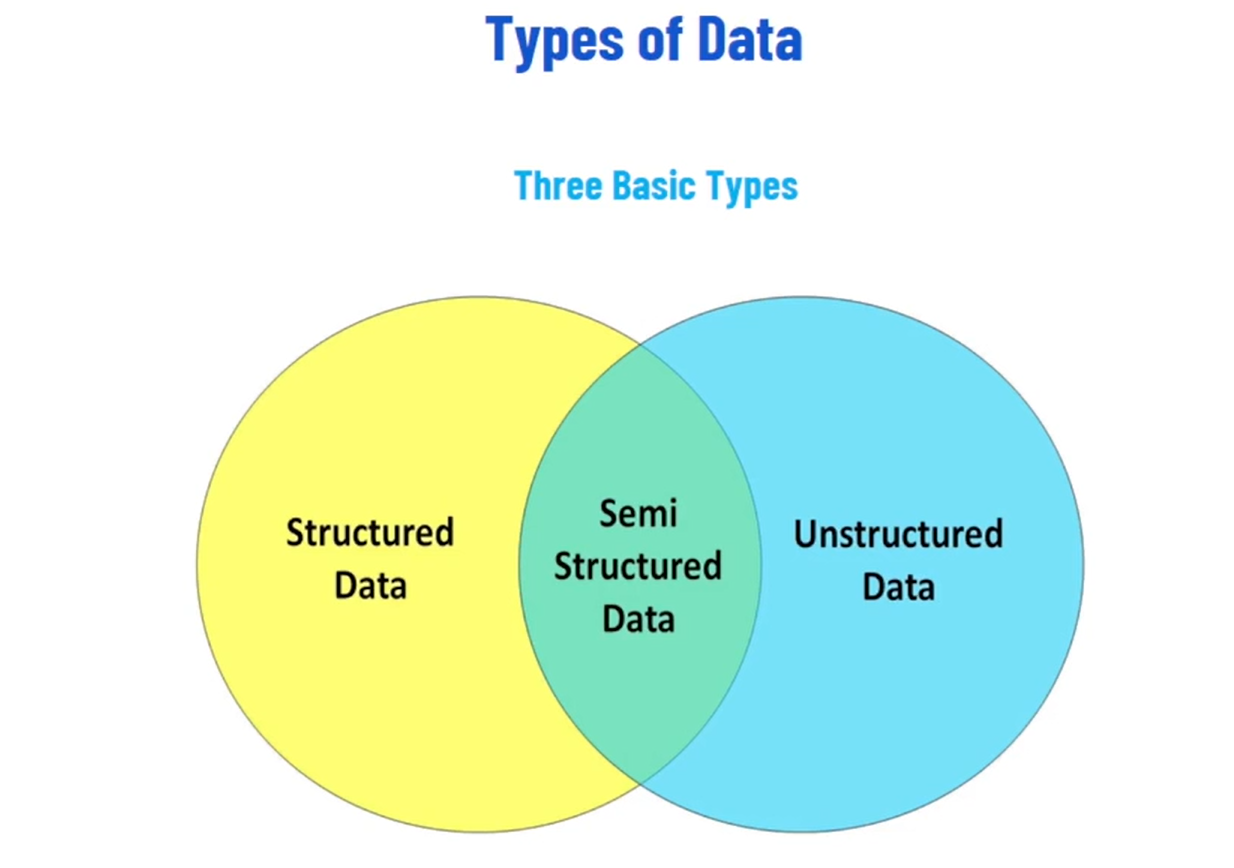 Types of Data
Three Basic Types
Structured
Data
Semi
Structured
Data
Unstructured
Data